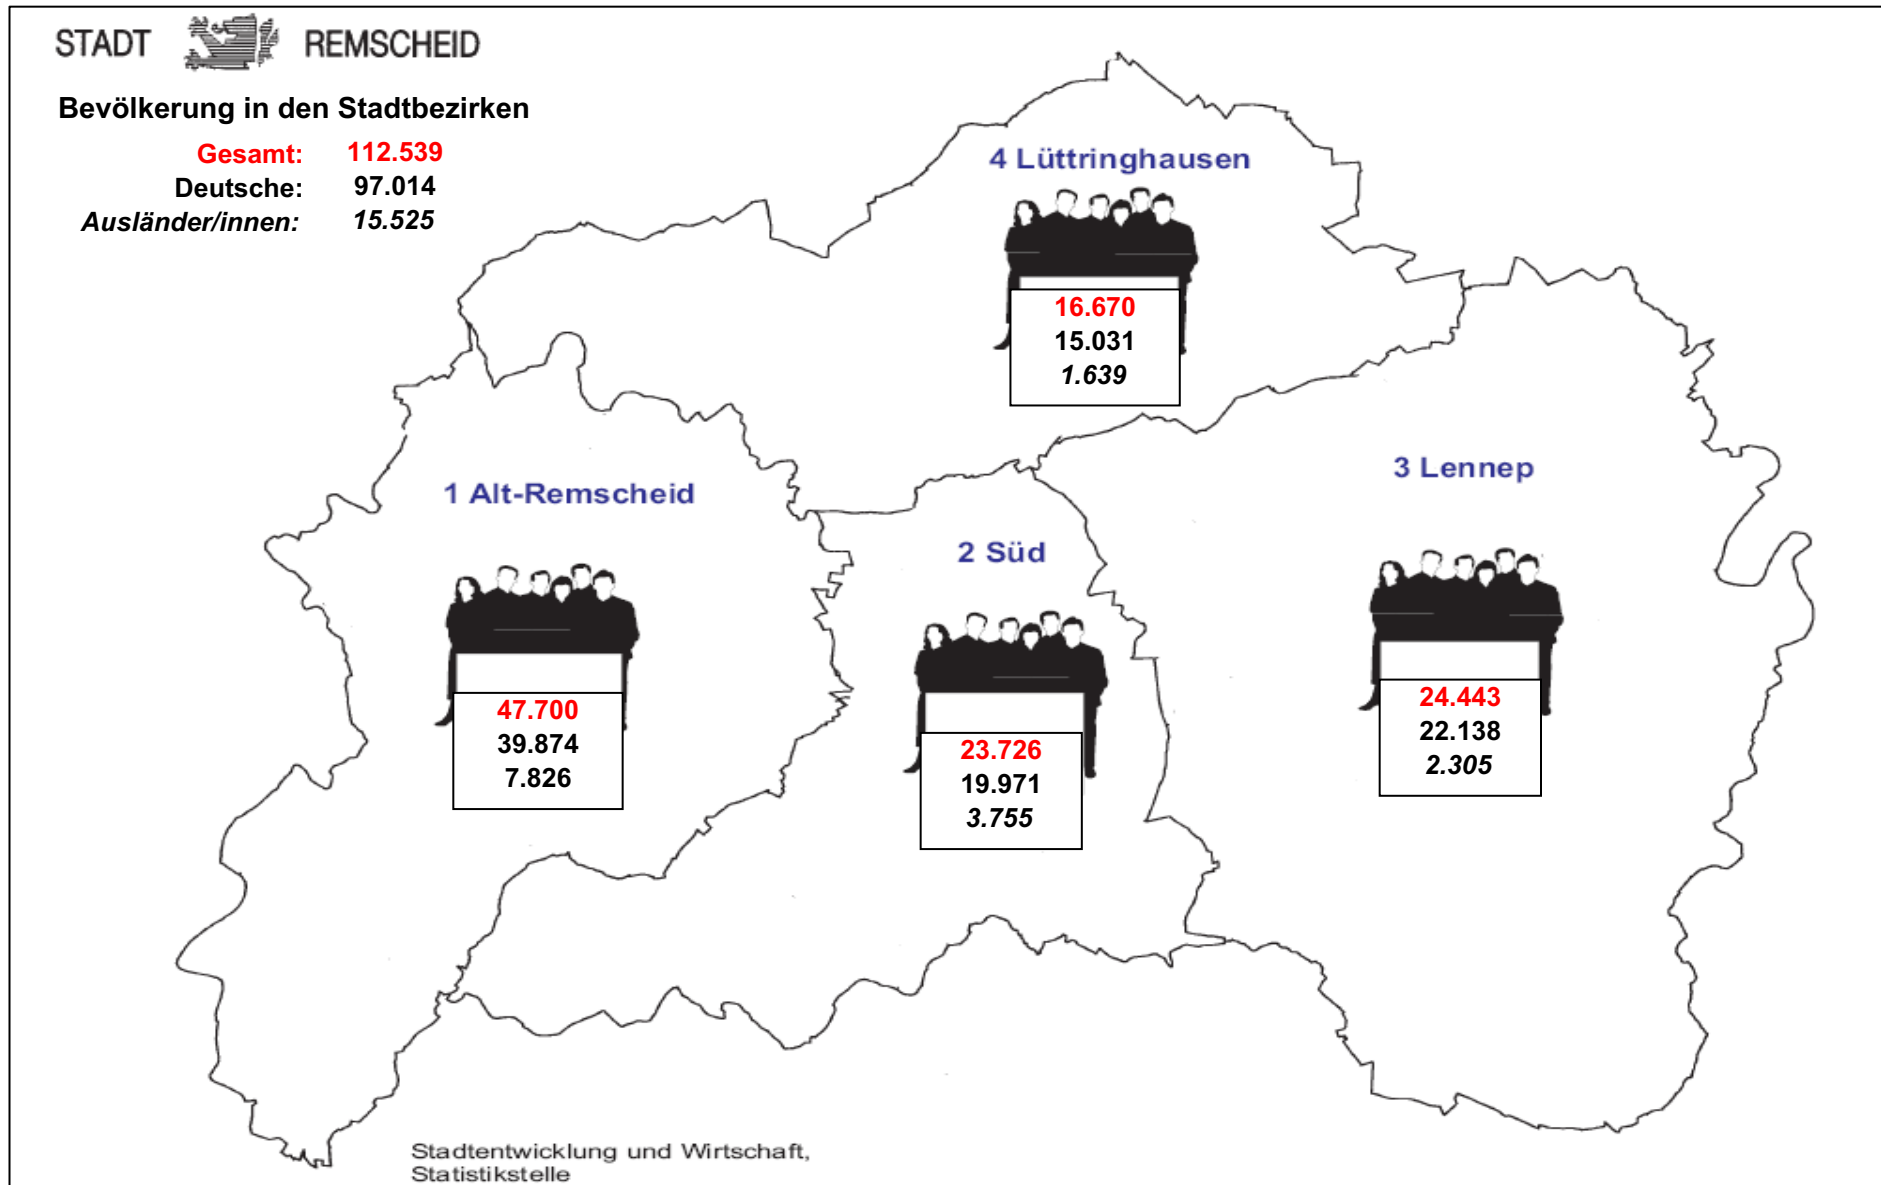 STADT REMSCHEID
Bevölkerung in den Stadtbezirken
Gesamt: 112.539
Deutsche: 97.014
Ausländer/innen: 15.525
4 Lüttringhausen
16.670
15.031
1.639
3 Lennep
24.443
22.138
2.305
1 Alt-Remscheid
47.700
39.874
7.826
2 Süd
23.726
19.971
3.755
Stadtentwicklung und Wirtschaft,
Statistikstelle